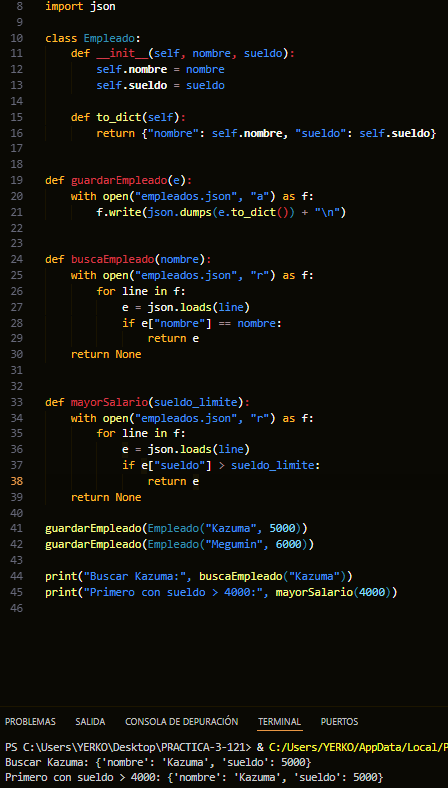 8 import json
9
10 class Empleado:
11     def __init__(self, nombre, sueldo):
12         self.nombre = nombre
13         self.sueldo = sueldo
14
15     def to_dict(self):
16         return {"nombre": self.nombre, "sueldo": self.sueldo}
17
18
19 def guardarEmpleado(e):
20     with open("empleados.json", "a") as f:
21         f.write(json.dumps(e.to_dict()) + "\n")
22
23
24 def buscaEmpleado(nombre):
25     with open("empleados.json", "r") as f:
26         for line in f:
27             e = json.loads(line)
28             if e["nombre"] == nombre:
29                 return e
30     return None
31
32
33 def mayorSalario(sueldo_limite):
34     with open("empleados.json", "r") as f:
35         for line in f:
36             e = json.loads(line)
37             if e["sueldo"] > sueldo_limite:
38                 return e
39     return None
40
41 guardarEmpleado(Empleado("Kazuma", 5000))
42 guardarEmpleado(Empleado("Megumin", 6000))
43
44 print("Buscar Kazuma:", buscaEmpleado("Kazuma"))
45 print("Primero con sueldo > 4000:", mayorSalario(4000))
46
PROBLEMAS SALIDA CONSOLA DE DEPURACIÓN TERMINAL PUERTOS
PS C:\Users\YERKO\Desktop\PRACTICA-3-121> & C:/Users/YERKO/AppData/Local/P
Buscar Kazuma: {'nombre': 'Kazuma', 'sueldo': 5000}
Primero con sueldo > 4000: {'nombre': 'Kazuma', 'sueldo': 5000}